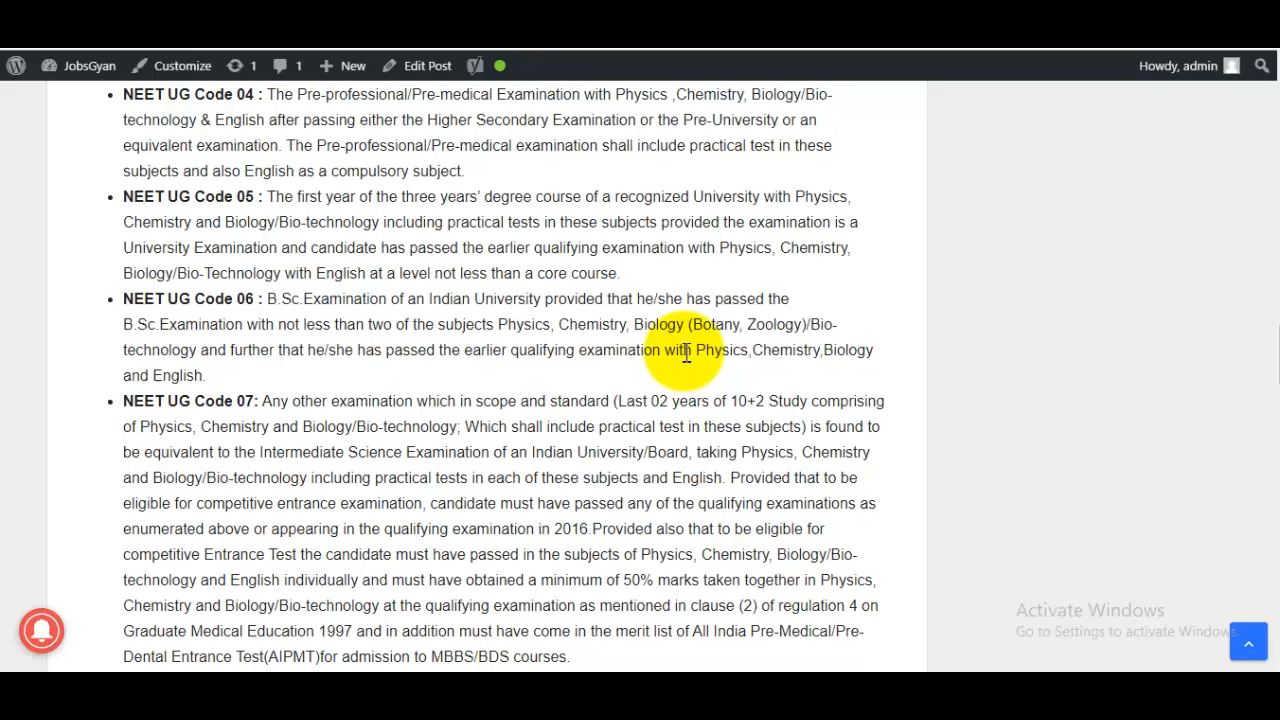 JobsGyan Customize 1 1 New Edit Post Howdy, admin
NEET UG Code 04 : The Pre-professional/Pre-medical Examination with Physics ,Chemistry, Biology/Bio-
technology & English after passing either the Higher Secondary Examination or the Pre-University or an
equivalent examination. The Pre-professional/Pre-medical examination shall include practical test in these
subjects and also English as a compulsory subject.
NEET UG Code 05 : The first year of the three years’ degree course of a recognized University with Physics,
Chemistry and Biology/Bio-technology including practical tests in these subjects provided the examination is a
University Examination and candidate has passed the earlier qualifying examination with Physics, Chemistry,
Biology/Bio-Technology with English at a level not less than a core course.
NEET UG Code 06 : B.Sc.Examination of an Indian University provided that he/she has passed the
B.Sc.Examination with not less than two of the subjects Physics, Chemistry, Biology (Botany, Zoology)/Bio-
technology and further that he/she has passed the earlier qualifying examination with Physics,Chemistry,Biology
and English.
NEET UG Code 07: Any other examination which in scope and standard (Last 02 years of 10+2 Study comprising
of Physics, Chemistry and Biology/Bio-technology; Which shall include practical test in these subjects) is found to
be equivalent to the Intermediate Science Examination of an Indian University/Board, taking Physics, Chemistry
and Biology/Bio-technology including practical tests in each of these subjects and English. Provided that to be
eligible for competitive entrance examination, candidate must have passed any of the qualifying examinations as
enumerated above or appearing in the qualifying examination in 2016.Provided also that to be eligible for
competitive Entrance Test the candidate must have passed in the subjects of Physics, Chemistry, Biology/Bio-
technology and English individually and must have obtained a minimum of 50% marks taken together in Physics,
Chemistry and Biology/Bio-technology at the qualifying examination as mentioned in clause (2) of regulation 4 on
Graduate Medical Education 1997 and in addition must have come in the merit list of All India Pre-Medical/Pre-
Dental Entrance Test(AIPMT)for admission to MBBS/BDS courses.
Activate Windows
Go to Settings to activate Windows.